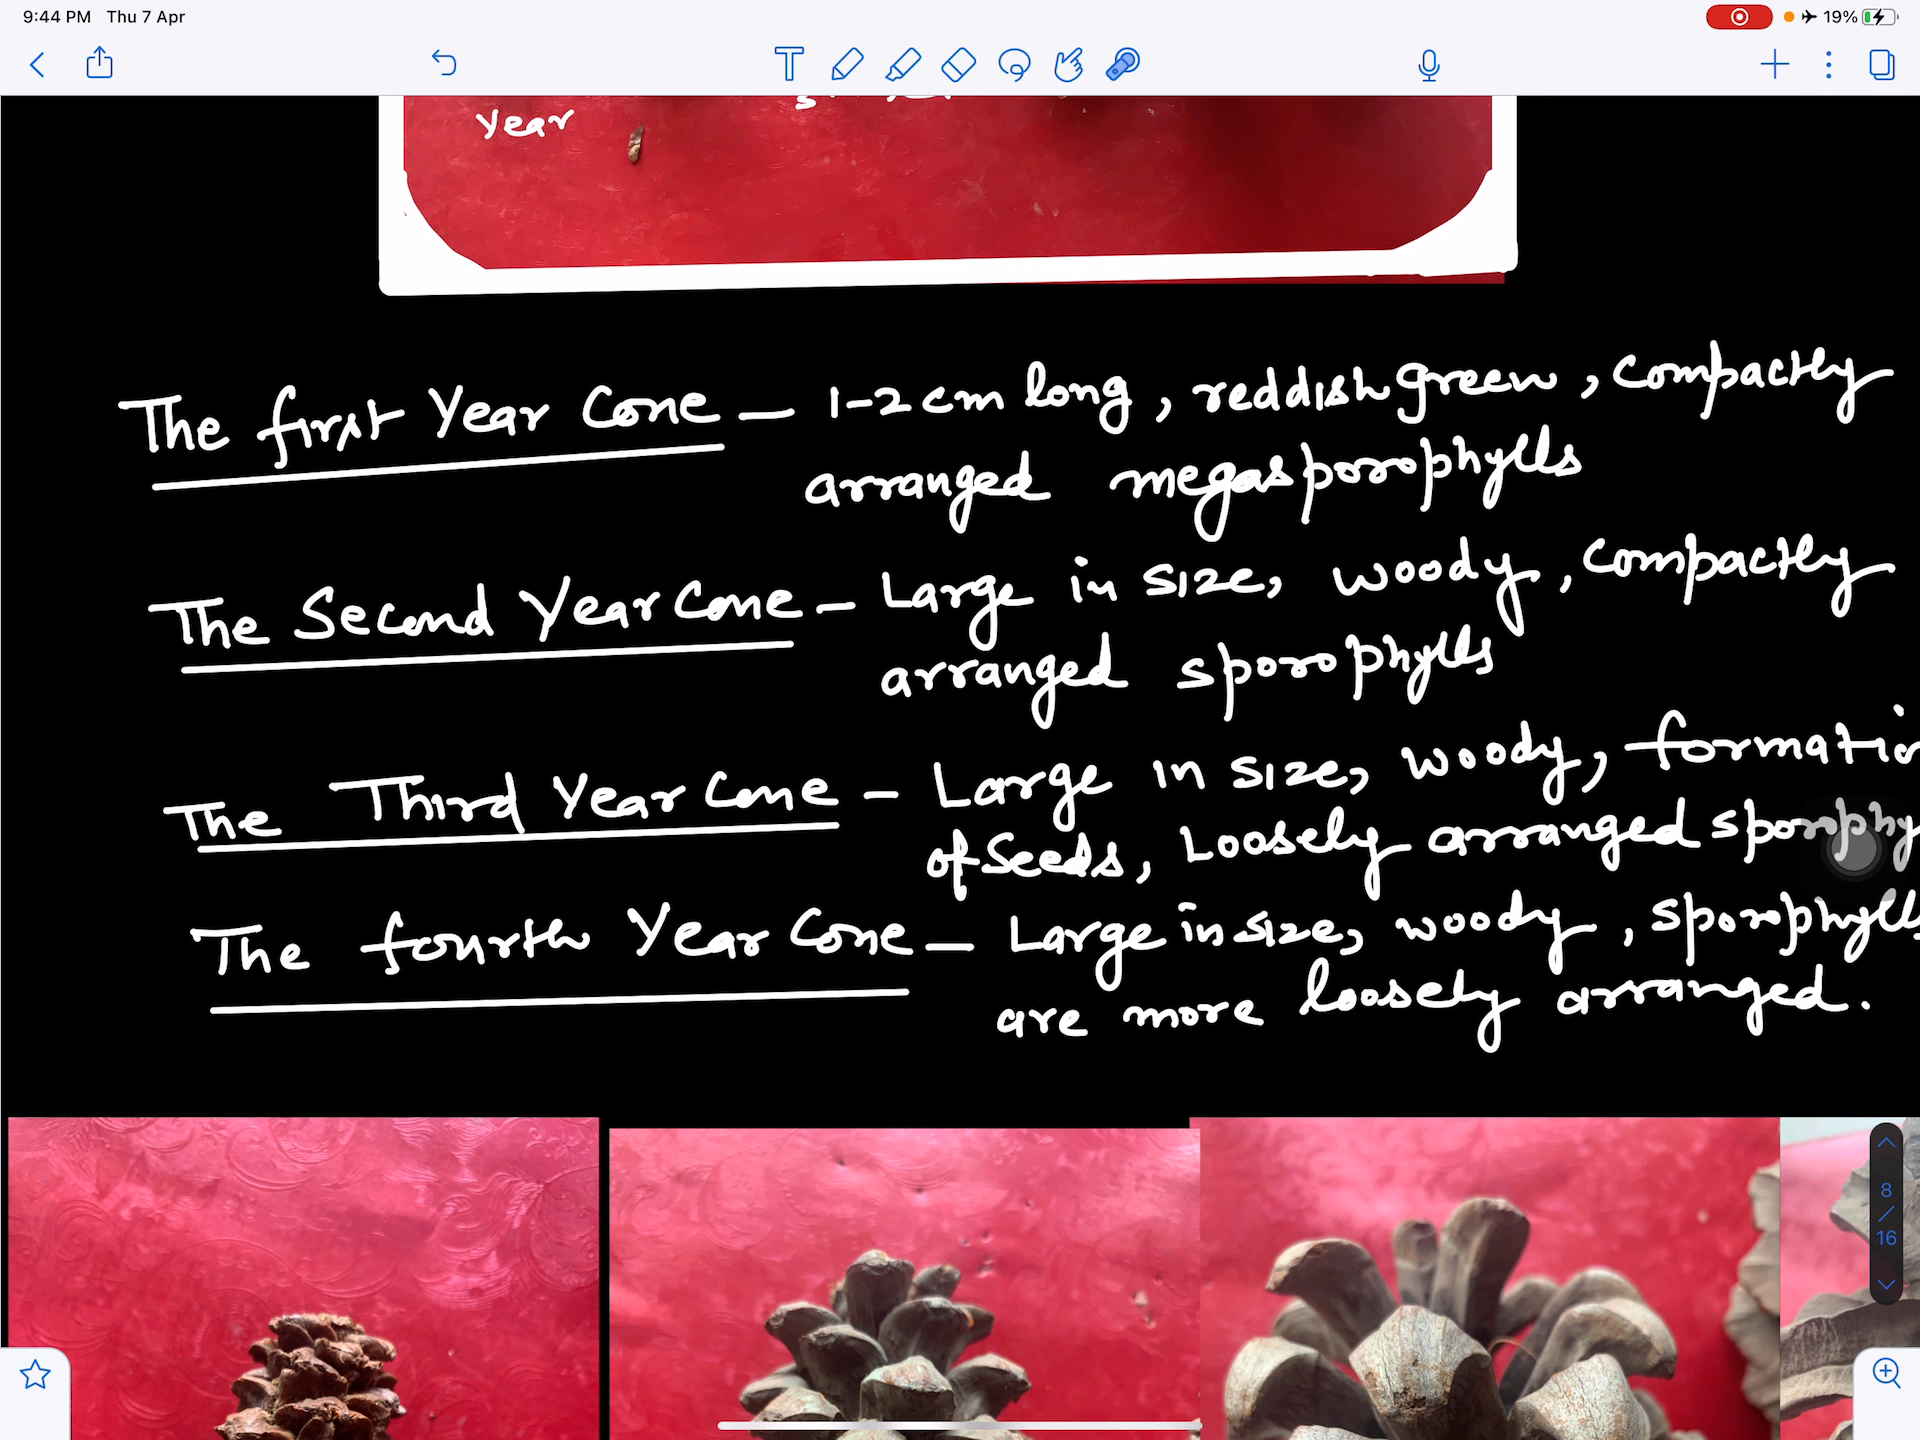 9:44 PM Thu 7 Apr
19%
Year
The first Year Cone — 1-2 cm long, reddish green, compactly
arranged megasporophylls
The Second Year Cone — Large in size, woody, compactly
arranged sporophylls
The Third Year Cone — Large in size, woody, formatio
of Seeds, Loosely arranged sporophy
The fourth Year Cone — Large in size, woody, sporophylls
are more loosely arranged.
8
/
16